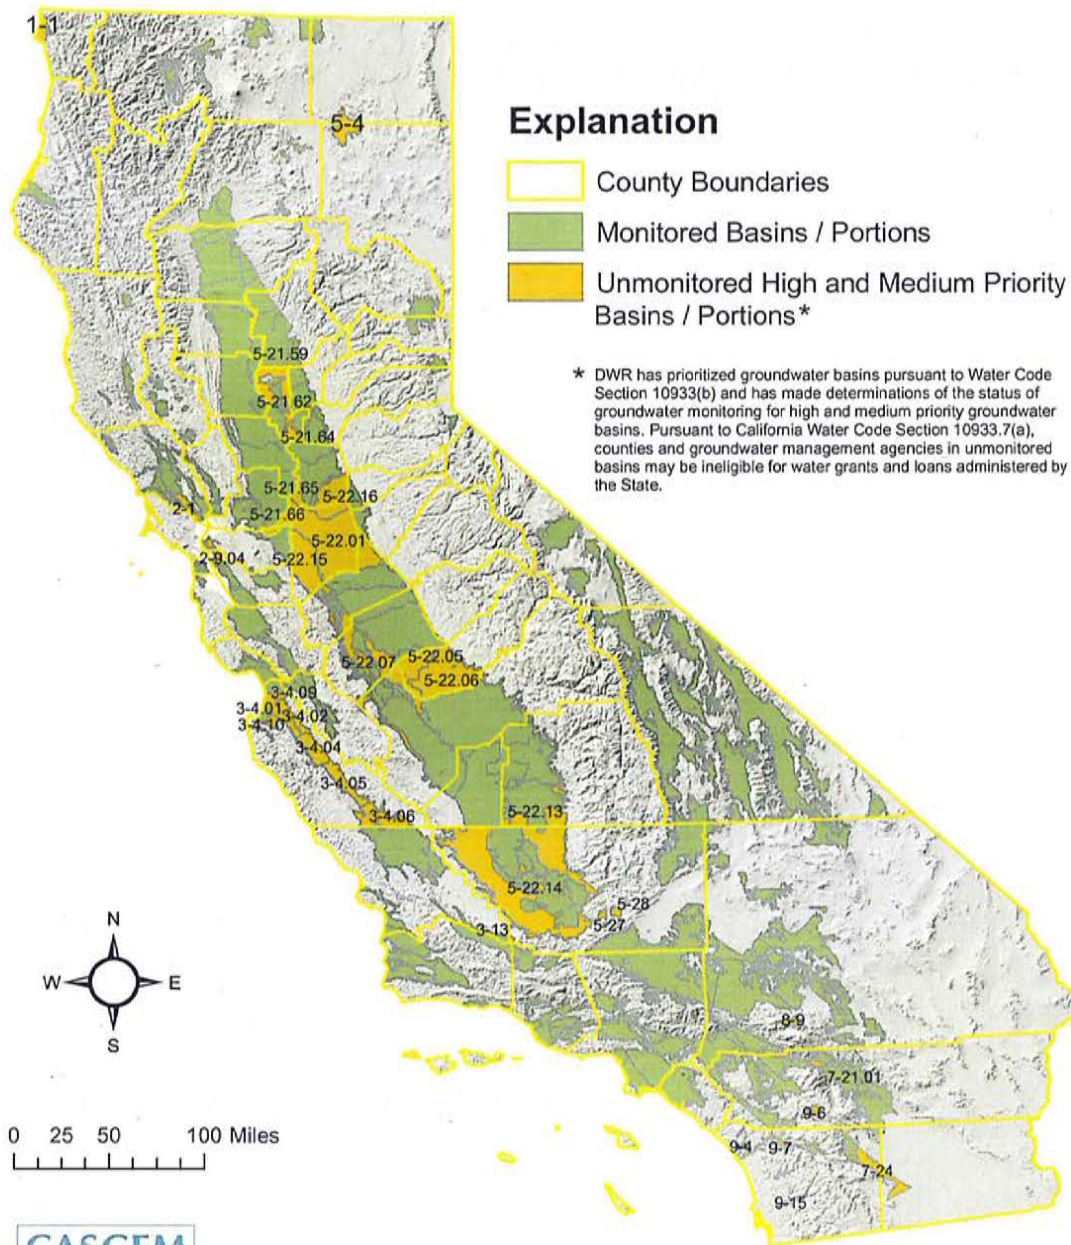 1-1
5-4
Explanation
County Boundaries
Monitored Basins / Portions
Unmonitored High and Medium Priority
Basins / Portions*
* DWR has prioritized groundwater basins pursuant to Water Code
Section 10933(b) and has made determinations of the status of
groundwater monitoring for high and medium priority groundwater
basins. Pursuant to California Water Code Section 10933.7(a),
counties and groundwater management agencies in unmonitored
basins may be ineligible for water grants and loans administered by
the State.
5-21.59
5-21.62
5-21.64
5-21.65
5-22.16
2-1
5-21.66
5-22.01
2-9.04
5-22.15
5-22.05
5-22.07
5-22.06
3-4.09
3-4.01
3-4.02
3-4.10
3-4.04
3-4.05
3-4.06
5-22.13
5-22.14
5-28
5-27
3-13
N
W
E
S
8-9
7-21.01
9-6
0 25 50 100 Miles
9-4
9-7
7-24
9-15
CASGEM